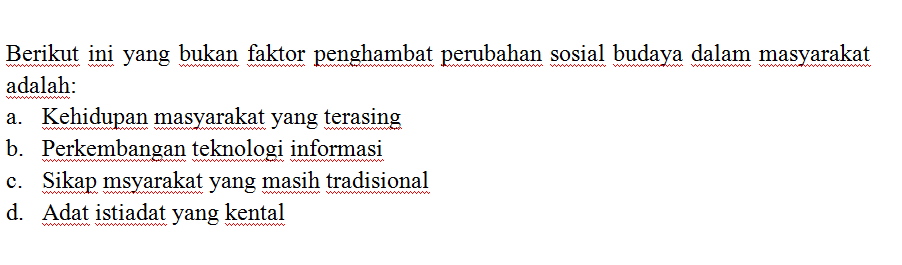 Berikut ini yang bukan faktor penghambat perubahan sosial budaya dalam masyarakat
adalah:
a. Kehidupan masyarakat yang terasing
b. Perkembangan teknologi informasi
c. Sikap msyarakat yang masih tradisional
d. Adat istiadat yang kental